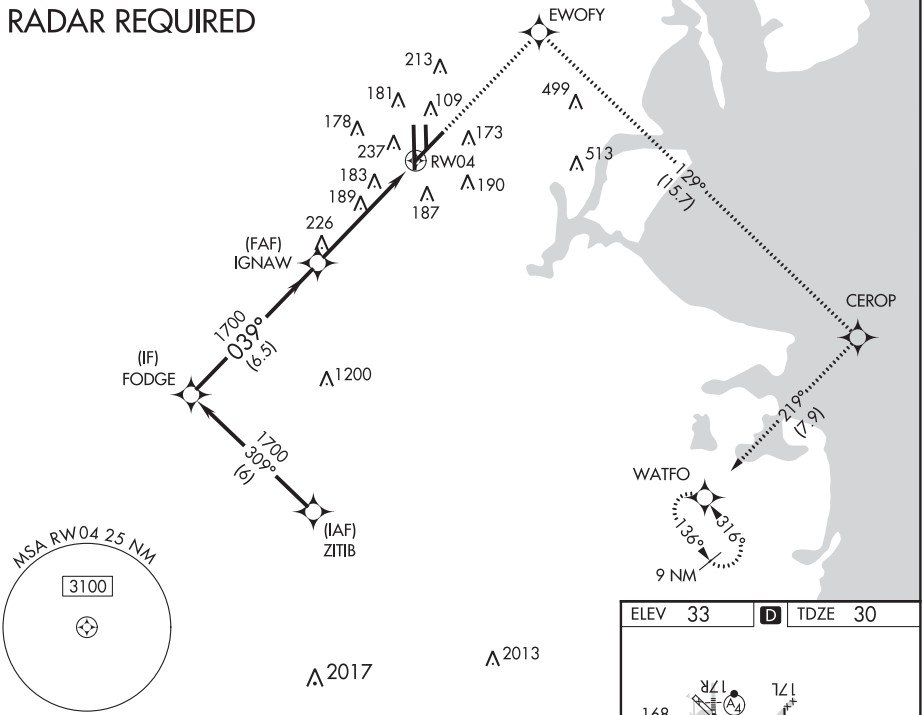 RADAR REQUIRED
EWOFY
213
181
109
499
178
173
237
RW04
513
183
190
189
187
129°
(15.7)
226
(FAF)
IGNAW
CEROP
1700
039°
(6.5)
(IF)
FODGE
1200
219°
(7.9)
1700
309°
(6)
WATFO
(IAF)
ZITIB
136°
316°
9 NM
MSA RW04 25 NM
3100
ELEV 33 D TDZE 30
2017
2013
17R
17L
A4
168